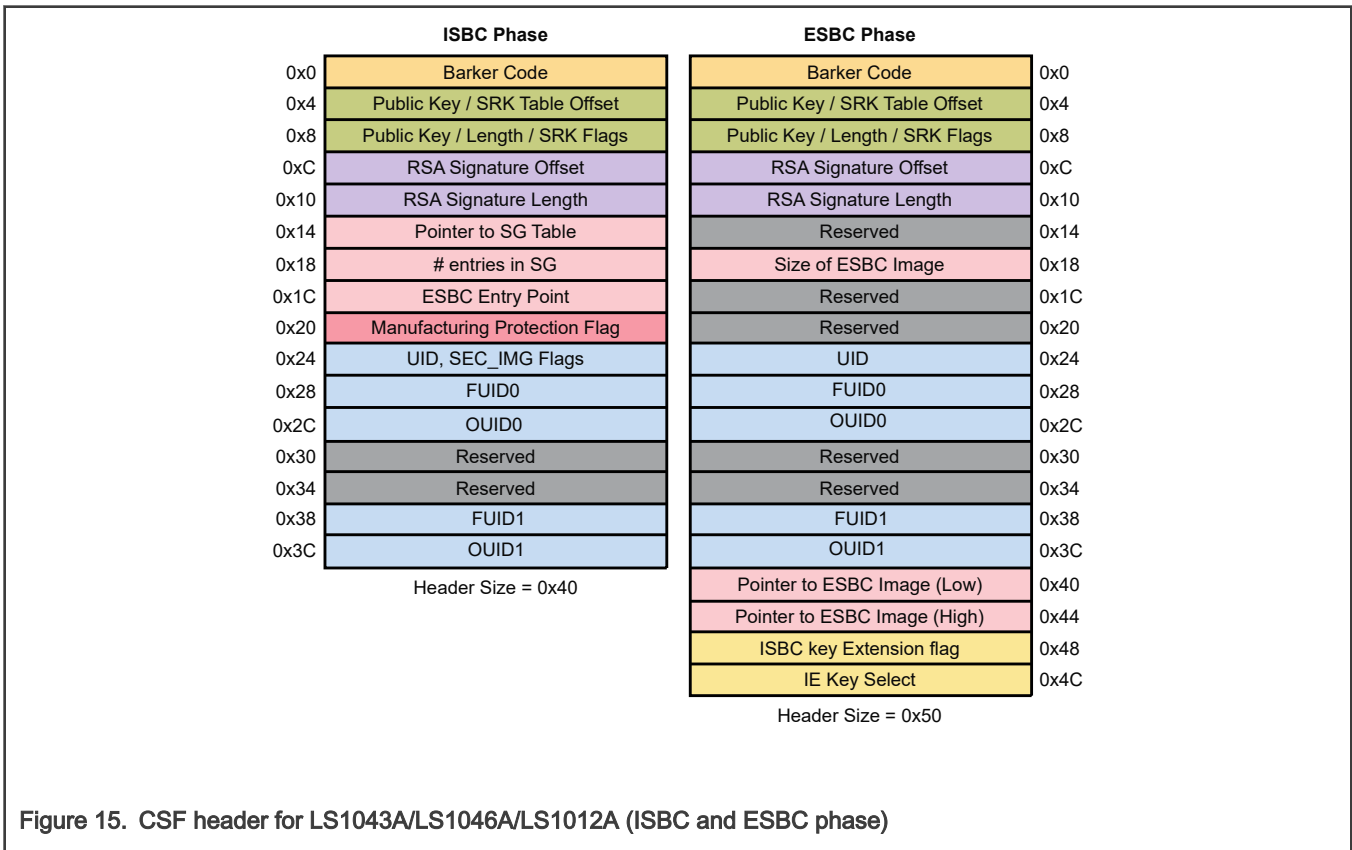 ISBC Phase ESBC Phase
0x0 Barker Code Barker Code 0x0
0x4 Public Key / SRK Table Offset Public Key / SRK Table Offset 0x4
0x8 Public Key / Length / SRK Flags Public Key / Length / SRK Flags 0x8
0xC RSA Signature Offset RSA Signature Offset 0xC
0x10 RSA Signature Length RSA Signature Length 0x10
0x14 Pointer to SG Table Reserved 0x14
0x18 # entries in SG Size of ESBC Image 0x18
0x1C ESBC Entry Point Reserved 0x1C
0x20 Manufacturing Protection Flag Reserved 0x20
0x24 UID, SEC_IMG Flags UID 0x24
0x28 FUID0 FUID0 0x28
0x2C OUID0 OUID0 0x2C
0x30 Reserved Reserved 0x30
0x34 Reserved Reserved 0x34
0x38 FUID1 FUID1 0x38
0x3C OUID1 OUID1 0x3C
Header Size = 0x40 Pointer to ESBC Image (Low) 0x40
Pointer to ESBC Image (High) 0x44
ISBC key Extension flag 0x48
IE Key Select 0x4C
Header Size = 0x50
Figure 15. CSF header for LS1043A/LS1046A/LS1012A (ISBC and ESBC phase)